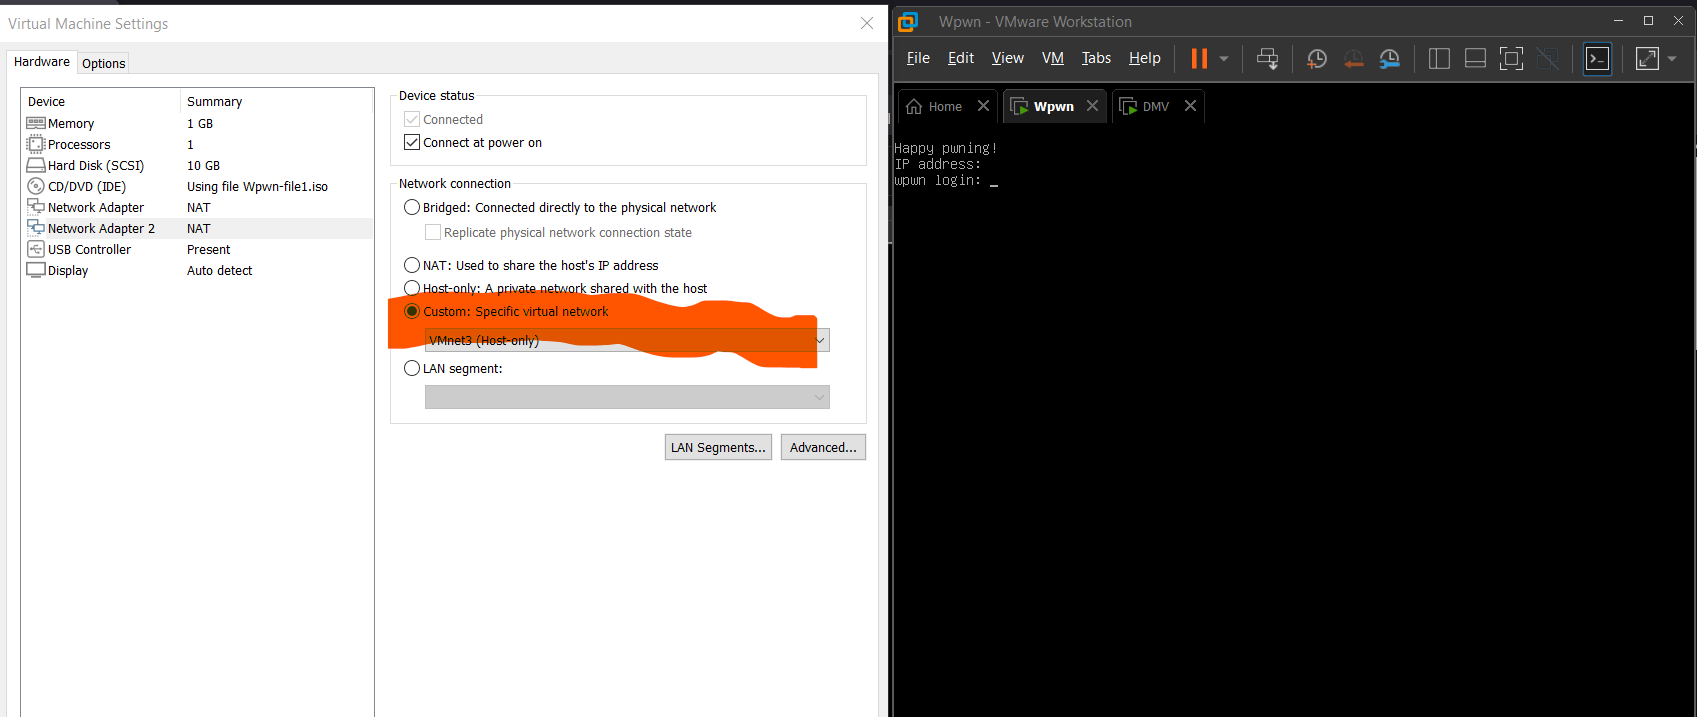 Virtual Machine Settings
Hardware
Options
Device Summary
Memory 1 GB
Processors 1
Hard Disk (SCSI) 10 GB
CD/DVD (IDE) Using file Wpwn-file1.iso
Network Adapter NAT
Network Adapter 2 NAT
USB Controller Present
Display Auto detect
Device status
Connected
Connect at power on
Network connection
Bridged: Connected directly to the physical network
Replicate physical network connection state
NAT: Used to share the host's IP address
Host-only: A private network shared with the host
Custom: Specific virtual network
VMnet3 (Host-only)
LAN segment:
LAN Segments... Advanced...
Wpwn - VMware Workstation
File Edit View VM Tabs Help
Home Wpwn DMV
Happy pwning!
IP address:
wpwn login: _